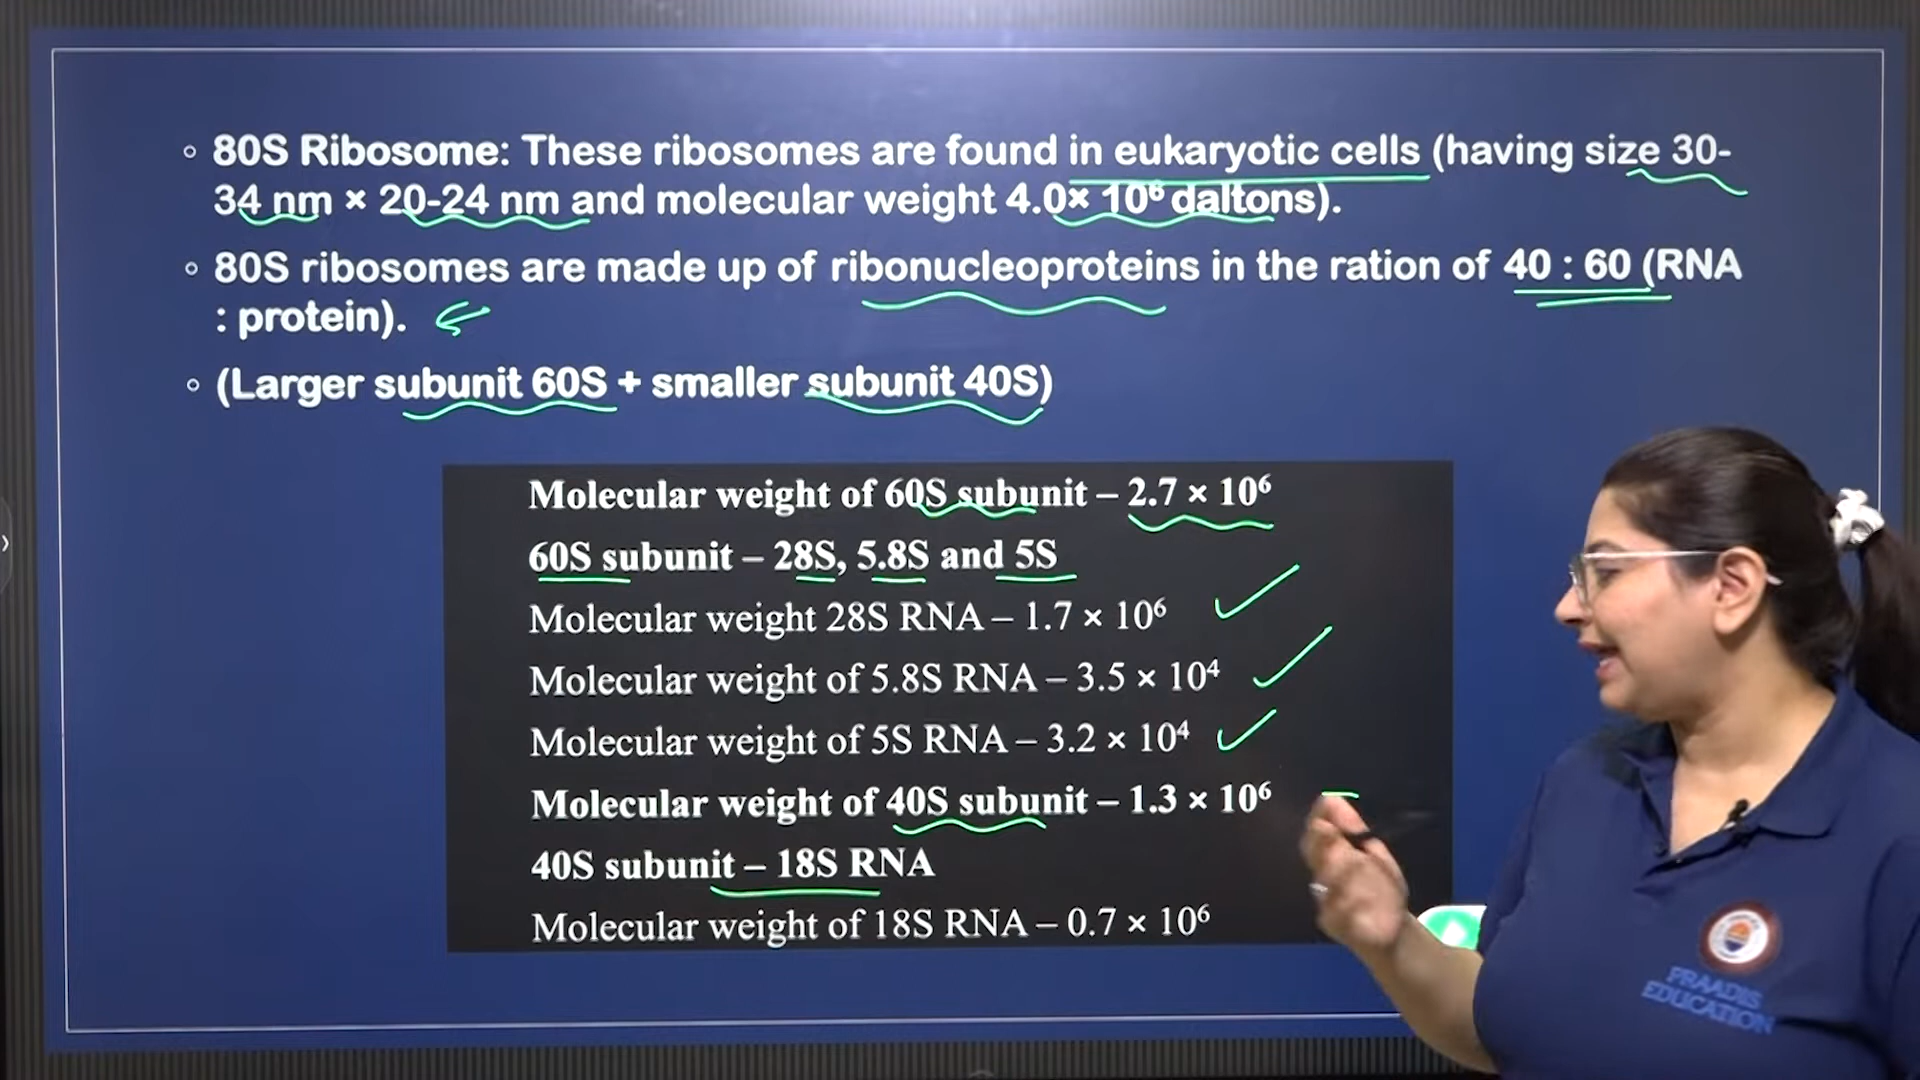 80S Ribosome: These ribosomes are found in eukaryotic cells (having size 30-
34 nm × 20-24 nm and molecular weight 4.0× 10⁶ daltons).
80S ribosomes are made up of ribonucleoproteins in the ration of 40 : 60 (RNA
: protein).
(Larger subunit 60S + smaller subunit 40S)
Molecular weight of 60S subunit – 2.7 × 10⁶
60S subunit – 28S, 5.8S and 5S
Molecular weight 28S RNA – 1.7 × 10⁶
Molecular weight of 5.8S RNA – 3.5 × 10⁴
Molecular weight of 5S RNA – 3.2 × 10⁴
Molecular weight of 40S subunit – 1.3 × 10⁶
40S subunit – 18S RNA
Molecular weight of 18S RNA – 0.7 × 10⁶
PRAADIS
EDUCATION